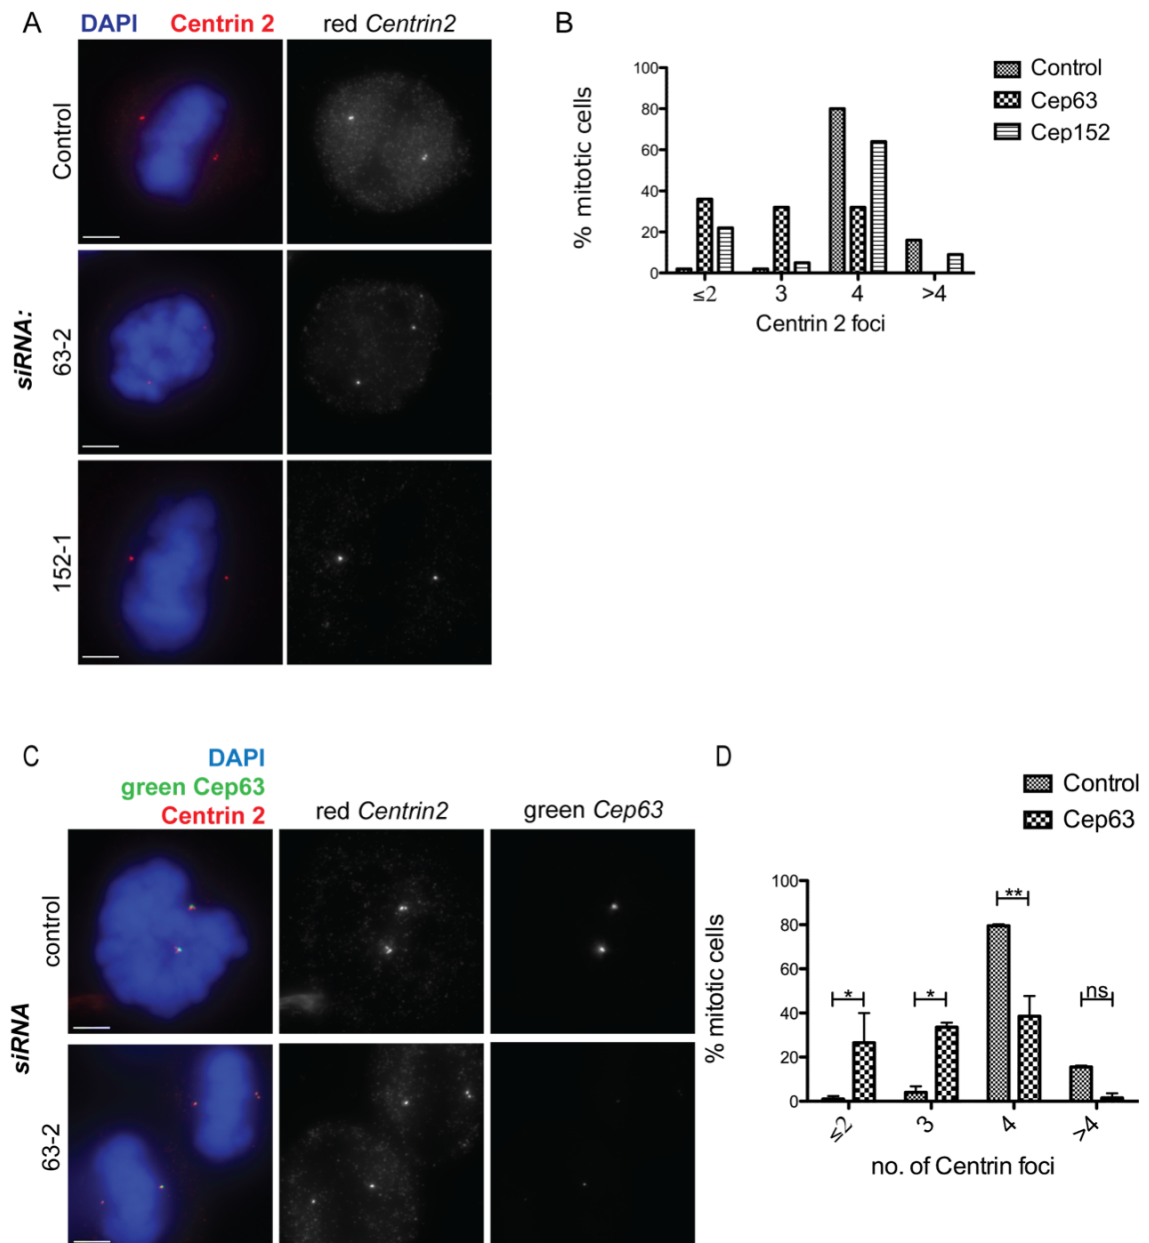 A
DAPI Centrin 2 red Centrin2
Control
siRNA:
63-2
152-1
B
Control
Cep63
Cep152
% mitotic cells
100
80
60
40
20
0
≤2 3 4 >4
Centrin 2 foci
C
DAPI
green Cep63
Centrin 2
red Centrin2 green Cep63
control
siRNA
63-2
D
Control
Cep63
% mitotic cells
100
80
60
40
20
0
* * ** ns
≤2 3 4 >4
no. of Centrin foci